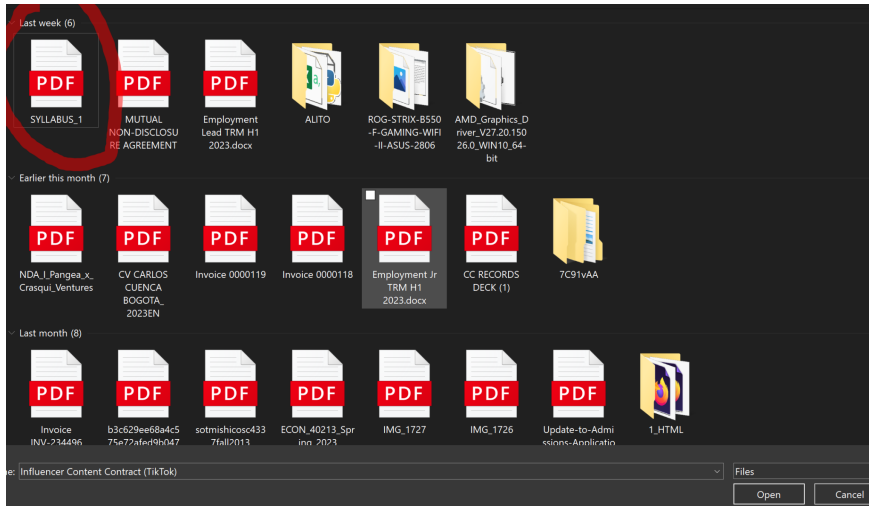 Last week (6)
PDF
PDF
PDF
SYLLABUS_1
MUTUAL
NON-DISCLOSU
RE AGREEMENT
Employment
Lead TRM H1
2023.docx
ALITO
ROG-STRIX-B550
-F-GAMING-WIFI
-II-ASUS-2806
AMD_Graphics_D
river_V27.20.150
26.0_WIN10_64-
bit
Earlier this month (7)
PDF
PDF
PDF
PDF
PDF
PDF
NDA_I_Pangea_x_
Crasqui_Ventures
CV CARLOS
CUENCA
BOGOTA_
2023EN
Invoice 0000119
Invoice 0000118
Employment Jr
TRM H1
2023.docx
CC RECORDS
DECK (1)
7C91vAA
Last month (8)
PDF
PDF
PDF
PDF
PDF
PDF
PDF
Invoice
INV-234496
b3c629ee68a4c5
75e72afed9b047
sotmishicosc433
7fall2013
ECON_40213_Spr
ing_2023
IMG_1727
IMG_1726
Update-to-Admi
ssions-Applicatio
1_HTML
ne:
Influencer Content Contract (TikTok)
Files
Open
Cancel